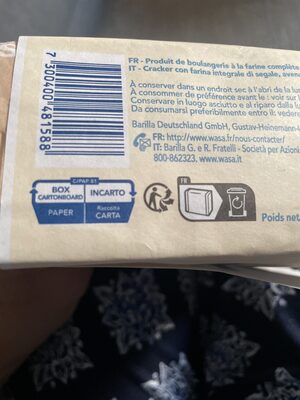 FR - Produit de boulangerie à la farine complète
IT - Cracker con farina integrale di segale,
À conserver dans un endroit sec à l'abri de la
À consommer de préférence avant le : voir sur
Conservare in luogo asciutto e al riparo dalla
Da consumarsi preferibilmente entro il: vedere
Barilla Deutschland GmbH, Gustav-Heinemann-
FR: http://www.wasa.fr/nous-contacter/
IT: Barilla G. e R. Fratelli - Società per Azioni
800-862323. www.wasa.it
7 300400 481588
C/PAP 81
BOX CARTONBOARD
INCARTO
PAPER
Raccolta
CARTA
FR
Poids net